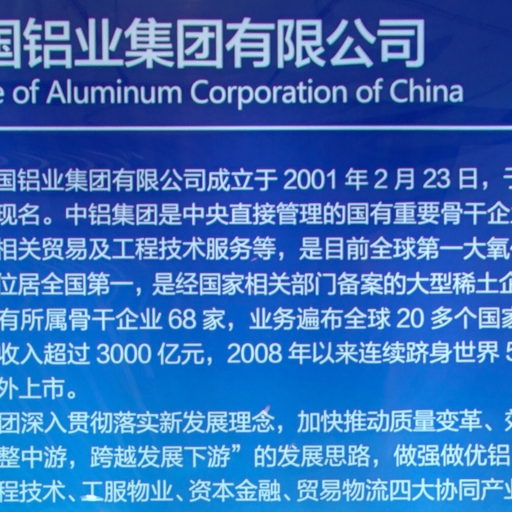 国铝业集团有限公司
e of Aluminum Corporation of China
国铝业集团有限公司成立于 2001 年 2 月 23 日，于
现名。中铝集团是中央直接管理的国有重要骨干企
相关贸易及工程技术服务等，是目前全球第一大氧
位居全国第一，是经国家相关部门备案的大型稀土企
有所属骨干企业 68 家，业务遍布全球 20 多个国家
收入超过 3000 亿元，2008 年以来连续跻身世界 5
外上市。
团深入贯彻落实新发展理念，加快推动质量变革、效
整中游，跨越发展下游”的发展思路，做强做优铝
程技术、工服物业、资本金融、贸易物流四大协同产业